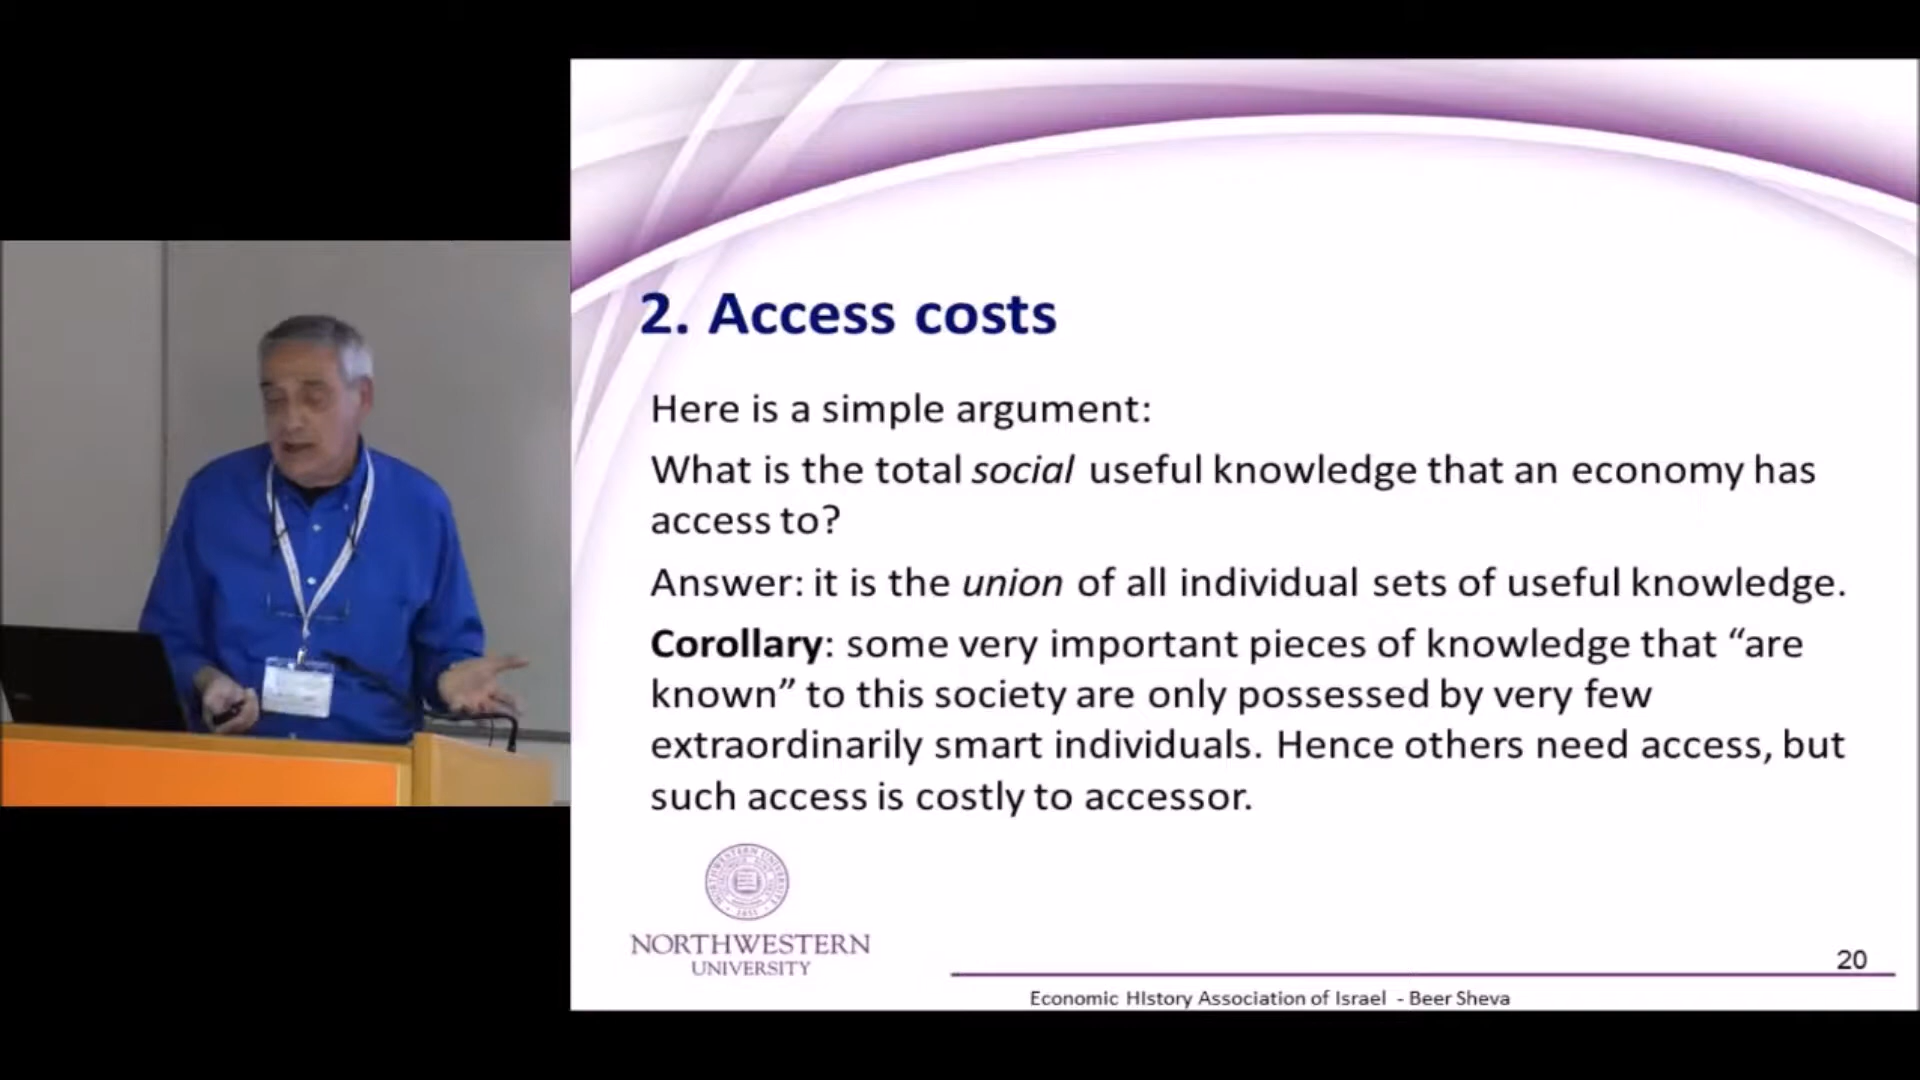 2. Access costs
Here is a simple argument:
What is the total social useful knowledge that an economy has
access to?
Answer: it is the union of all individual sets of useful knowledge.
Corollary: some very important pieces of knowledge that “are
known” to this society are only possessed by very few
extraordinarily smart individuals. Hence others need access, but
such access is costly to accessor.
NORTHWESTERN
UNIVERSITY
20
Economic HIstory Association of Israel - Beer Sheva